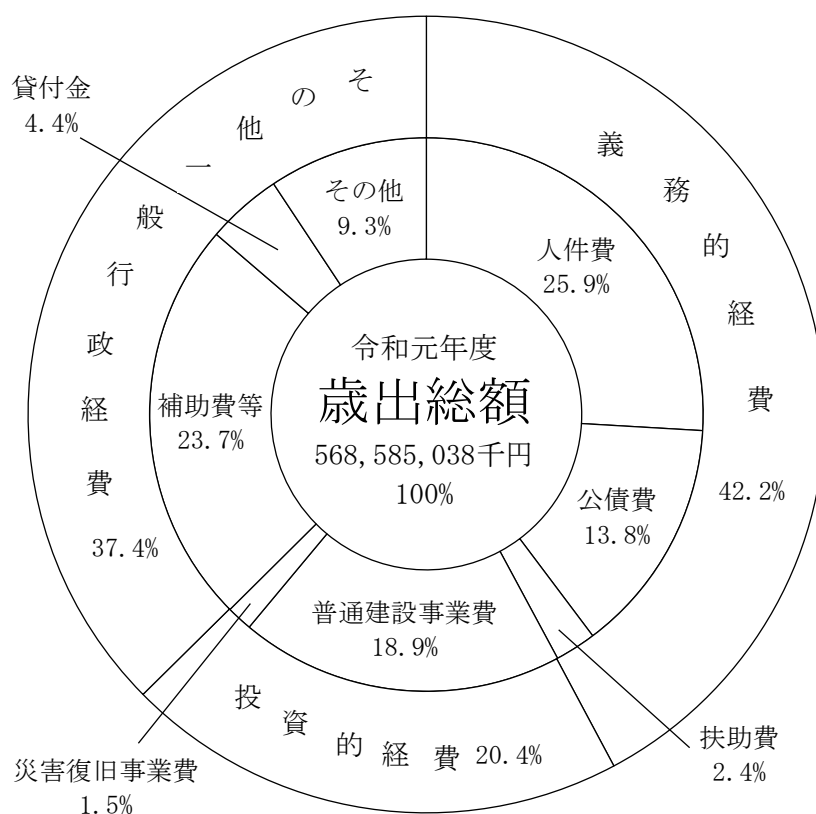 令和元年度
歳出総額
568,585,038千円
100%
義務的経費
42.2%
人件費
25.9%
公債費
13.8%
扶助費
2.4%
投資的経費 20.4%
普通建設事業費
18.9%
災害復旧事業費
1.5%
その他一般行政経費
37.4%
補助費等
23.7%
貸付金
4.4%
その他
9.3%